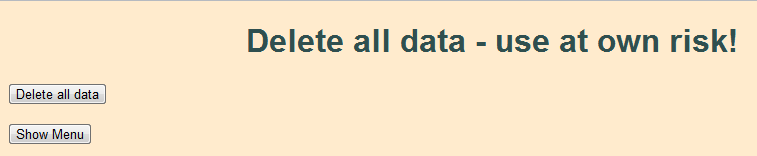 Delete all data - use at own risk!
Delete all data
Show Menu